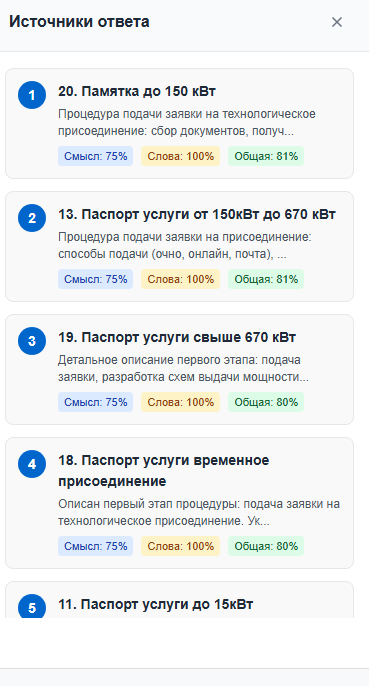 Источники ответа
×
1
20. Памятка до 150 кВт
Процедура подачи заявки на технологическое
присоединение: сбор документов, получ...
Смысл: 75% Слова: 100% Общая: 81%
2
13. Паспорт услуги от 150кВт до 670 кВт
Процедура подачи заявки на присоединение:
способы подачи (очно, онлайн, почта), ...
Смысл: 75% Слова: 100% Общая: 81%
3
19. Паспорт услуги свыше 670 кВт
Детальное описание первого этапа: подача
заявки, разработка схем выдачи мощности...
Смысл: 75% Слова: 100% Общая: 80%
4
18. Паспорт услуги временное
присоединение
Описан первый этап процедуры: подача заявки на
технологическое присоединение. Ук...
Смысл: 75% Слова: 100% Общая: 80%
5
11. Паспорт услуги до 15кВт